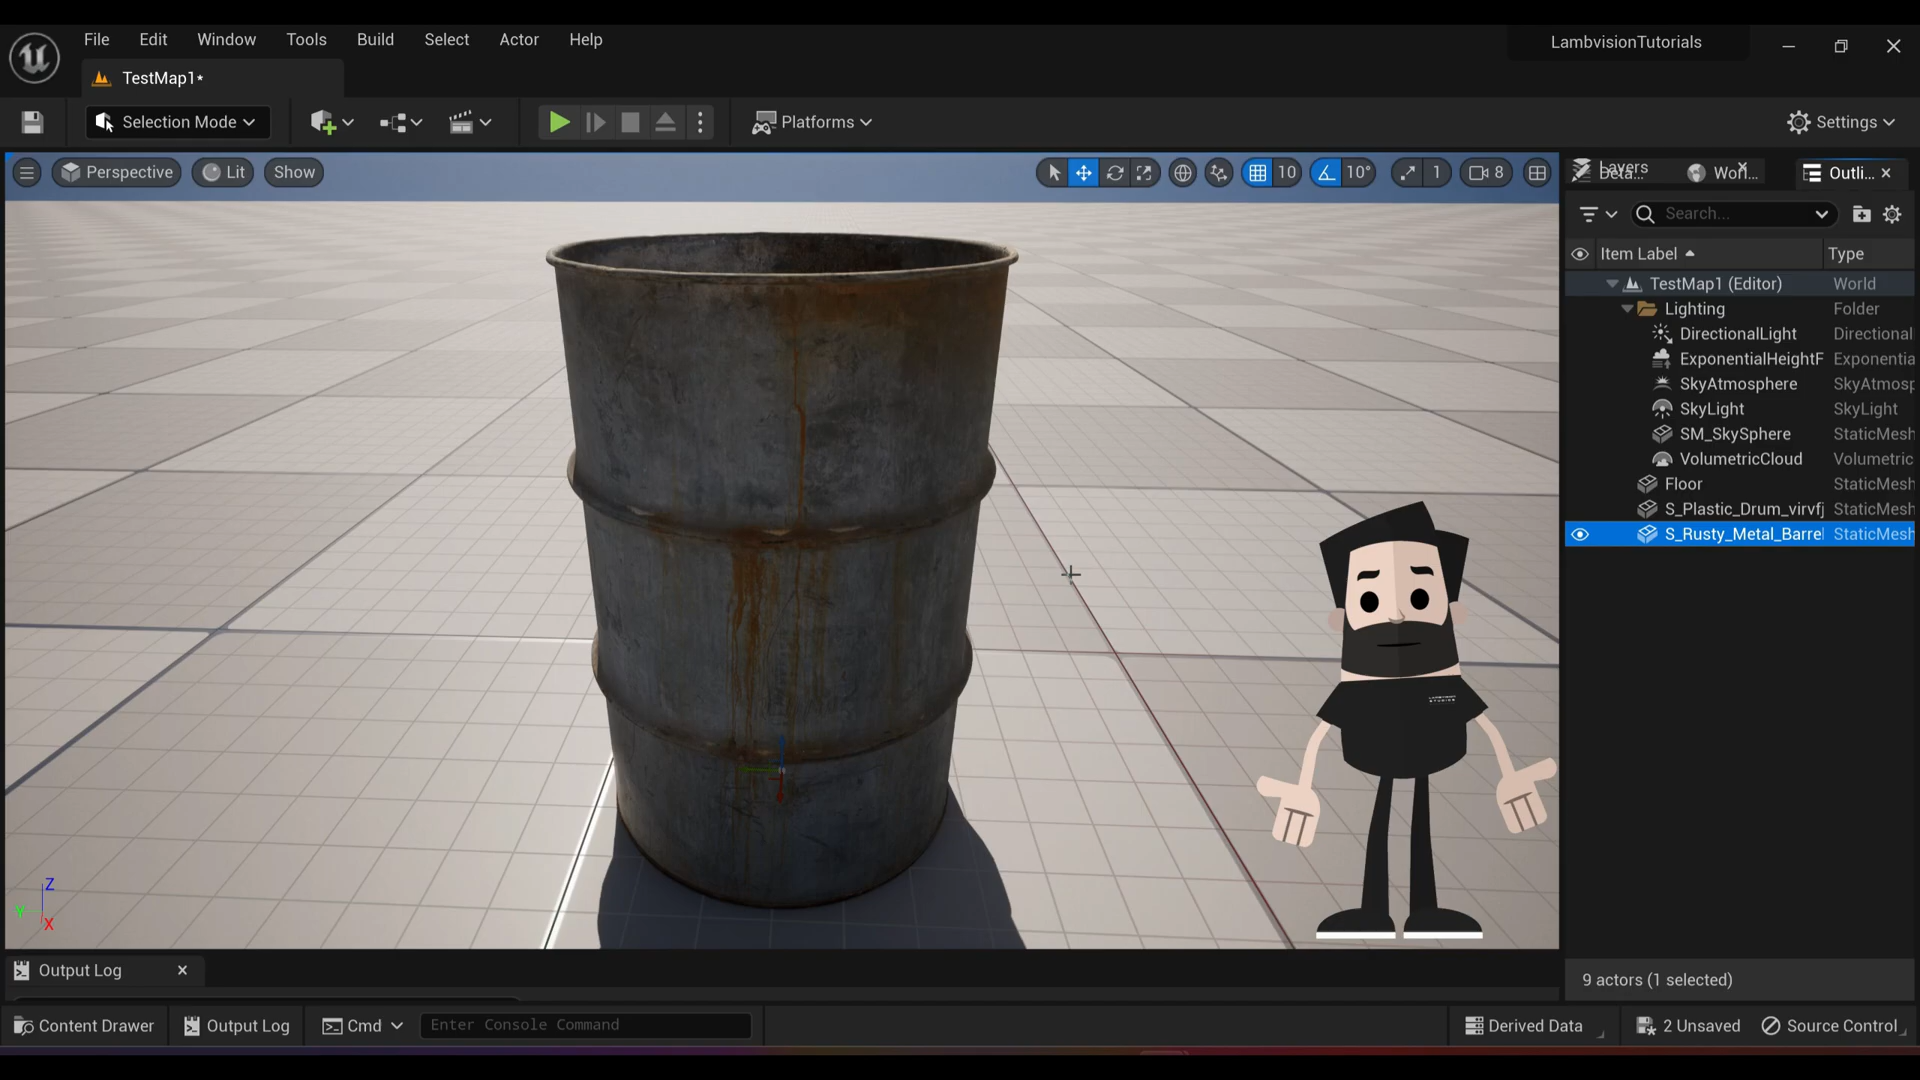 File Edit Window Tools Build Select Actor Help
LambvisionTutorials
TestMap1•
Selection Mode
Platforms
Settings
Perspective Lit Show
10 10° 1 8
Layers
Wor...
Outli...
Search...
Item Label Type
TestMap1 (Editor) World
Lighting Folder
DirectionalLight Directional
ExponentialHeightF Exponentia
SkyAtmosphere SkyAtmosp
SkyLight SkyLight
SM_SkySphere StaticMesh
VolumetricCloud Volumetric
Floor StaticMesh
S_Plastic_Drum_virvfj StaticMesh
S_Rusty_Metal_Barrel StaticMesh
Z
Y
X
Output Log
9 actors (1 selected)
Content Drawer Output Log Cmd Enter Console Command
Derived Data 2 Unsaved Source Control